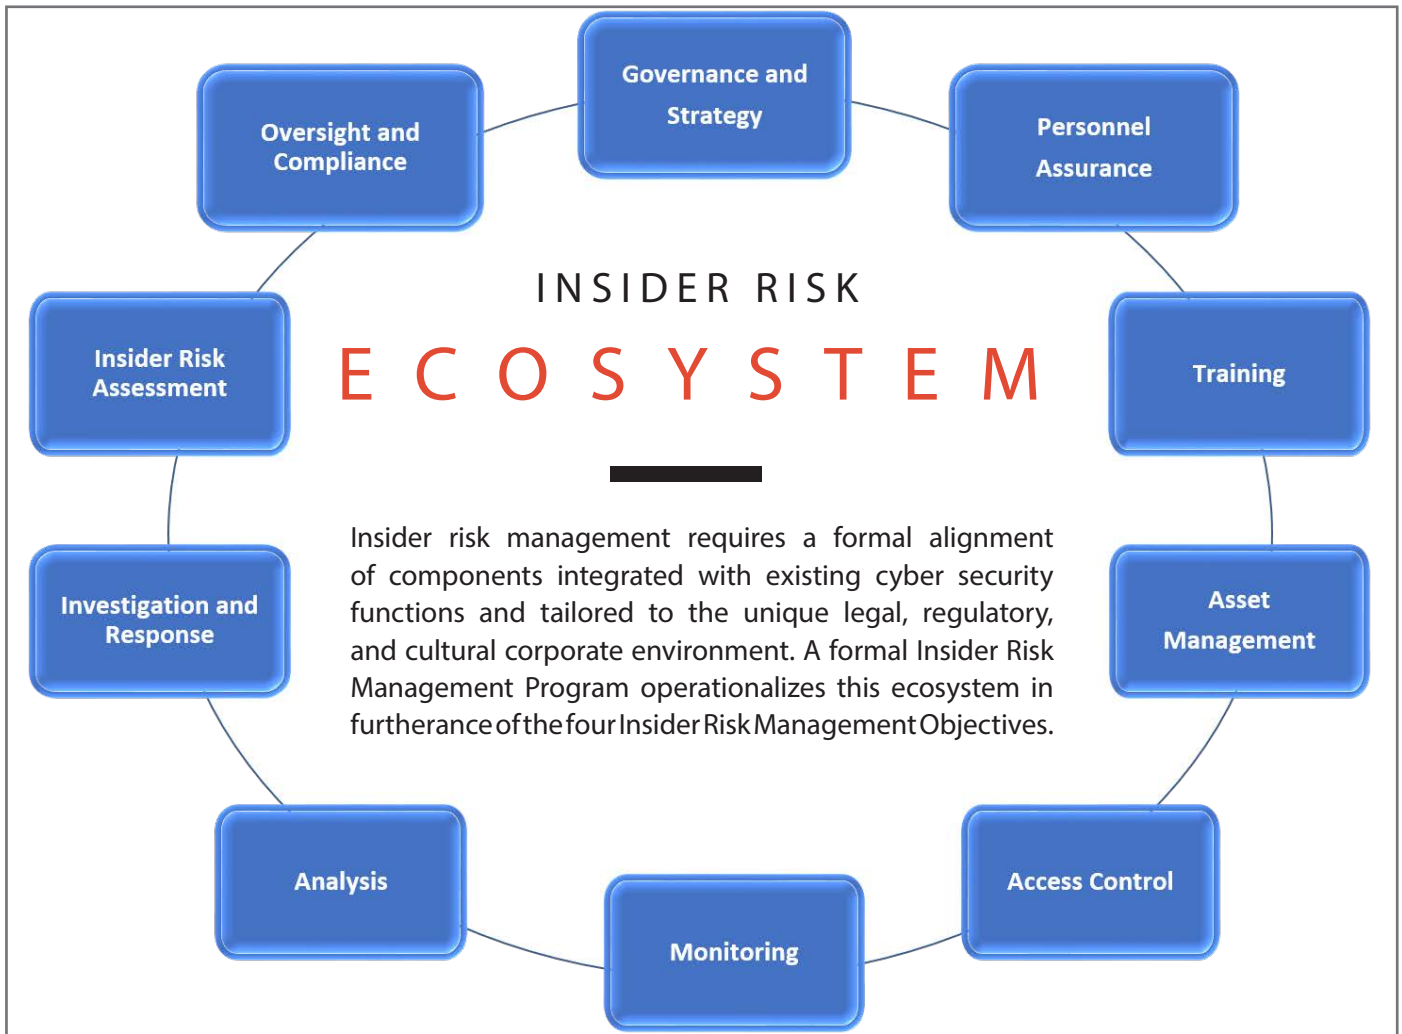 Governance and
Strategy
Personnel
Assurance
Training
Asset
Management
Access Control
Monitoring
Analysis
Investigation and
Response
Insider Risk
Assessment
Oversight and
Compliance
INSIDER RISK
ECOSYSTEM
Insider risk management requires a formal alignment
of components integrated with existing cyber security
functions and tailored to the unique legal, regulatory,
and cultural corporate environment. A formal Insider Risk
Management Program operationalizes this ecosystem in
furtherance of the four Insider Risk Management Objectives.